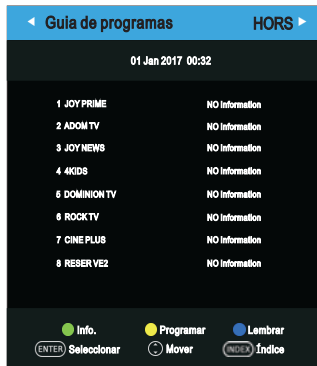 Guia de programas HORS
01 Jan 2017 00:32
1 JOY PRIME NO Information
2 ADOM TV NO Information
3 JOY NEWS NO Information
4 4KIDS NO Information
5 DOMINION TV NO Information
6 ROCK TV NO Information
7 CINE PLUS NO Information
8 RESERVE2 NO Information
Info. Programar Lembrar
ENTER Seleccionar Mover INDEX Índice